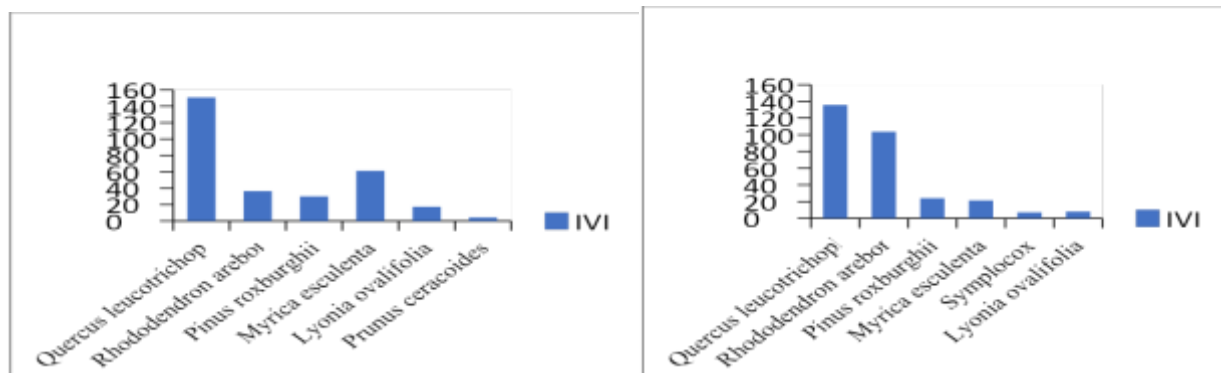 160
140
120
100
80
60
40
20
0
IVI
Quercus leucotrichop
Rhododendron arebor
Pinus roxburghii
Myrica esculenta
Lyonia ovalifolia
Prunus ceracoides
160
140
120
100
80
60
40
20
0
IVI
Quercus leucotrichopl
Rhododendron arebor
Pinus roxburghii
Myrica esculenta
Symplocox
Lyonia ovalifolia